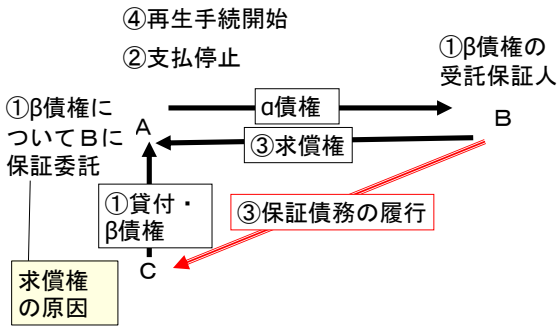 ④再生手続開始
②支払停止
①β債権の
受託保証人
①β債権に
ついてBに
保証委託
A
α債権
B
③求償権
①貸付・
β債権
③保証債務の履行
C
求償権
の原因